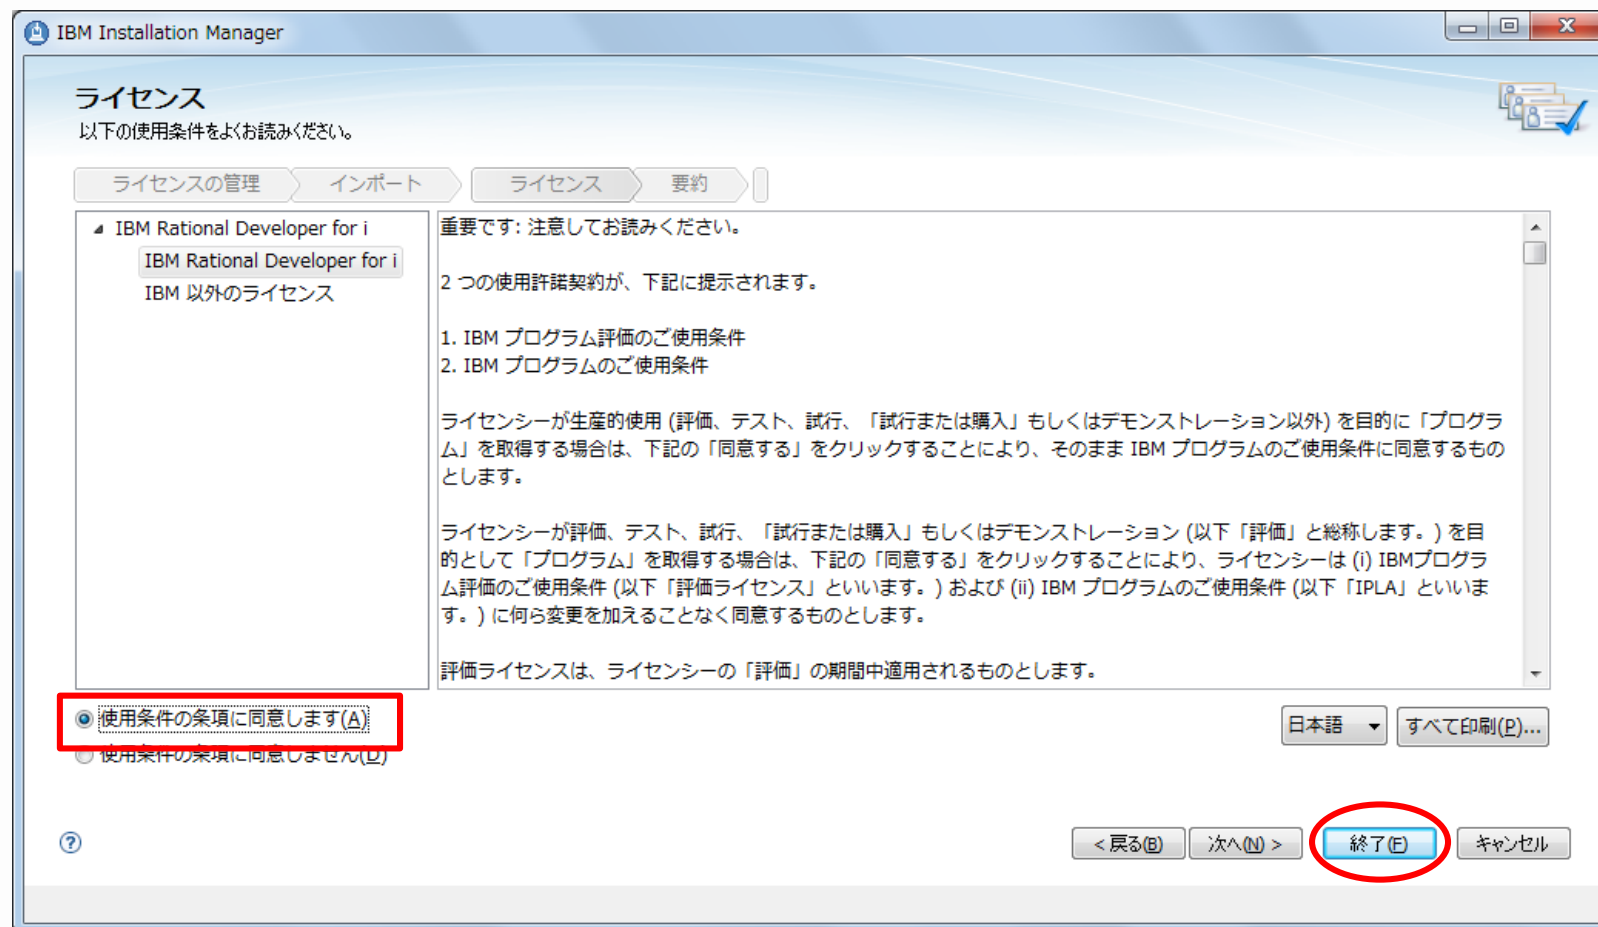 IBM Installation Manager
ライセンス
以下の使用条件をよくお読みください。
ライセンスの管理 インポート ライセンス 要約
IBM Rational Developer for i
IBM Rational Developer for i
IBM 以外のライセンス
重要です: 注意してお読みください。
2 つの使用許諾契約が、下記に提示されます。
1. IBM プログラム評価のご使用条件
2. IBM プログラムのご使用条件
ライセンシーが生産的使用 (評価、テスト、試行、「試行または購入」もしくはデモンストレーション以外) を目的に「プログラ
ム」を取得する場合は、下記の「同意する」をクリックすることにより、そのまま IBM プログラムのご使用条件に同意するもの
とします。
ライセンシーが評価、テスト、試行、「試行または購入」もしくはデモンストレーション (以下「評価」と総称します。) を目
的として「プログラム」を取得する場合は、下記の「同意する」をクリックすることにより、ライセンシーは (i) IBMプログラ
ム評価のご使用条件 (以下「評価ライセンス」といいます。) および (ii) IBM プログラムのご使用条件 (以下「IPLA」といいま
す。) に何ら変更を加えることなく同意するものとします。
評価ライセンスは、ライセンシーの「評価」の期間中適用されるものとします。
使用条件の条項に同意します(A)
使用条件の条項に同意しません(D)
日本語 すべて印刷(P)...
< 戻る(B) 次へ(N) > 終了(F) キャンセル